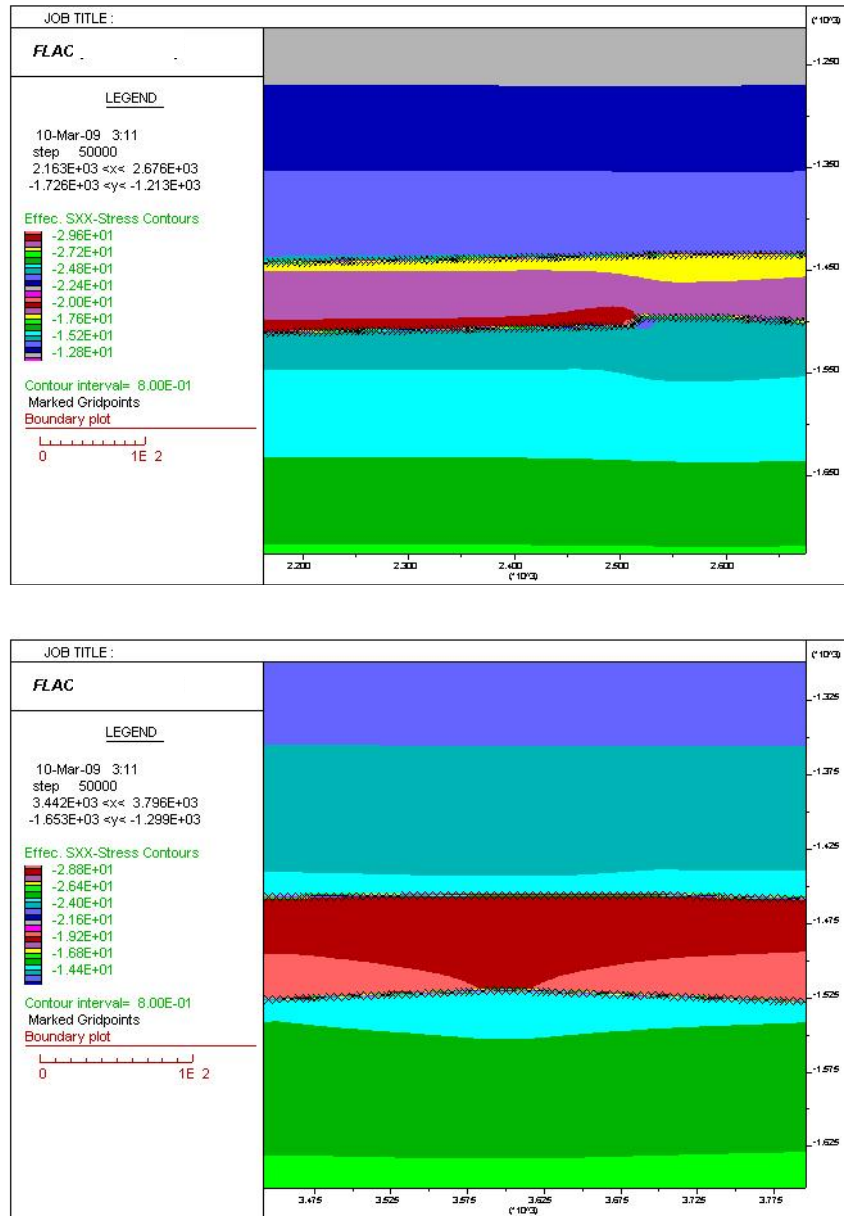 JOB TITLE :
(*10^3)
FLAC
LEGEND
10-Mar-09 3:11
step 50000
2.163E+03 <x< 2.676E+03
-1.726E+03 <y< -1.213E+03
Effec. SXX-Stress Contours
-2.96E+01
-2.72E+01
-2.48E+01
-2.24E+01
-2.00E+01
-1.76E+01
-1.52E+01
-1.28E+01
Contour interval= 8.00E-01
Marked Gridpoints
Boundary plot
0 1E 2
-1.250
-1.350
-1.450
-1.550
-1.650
2.200 2.300 2.400 2.500 2.600
(*10^3)
JOB TITLE :
(*10^3)
FLAC
LEGEND
10-Mar-09 3:11
step 50000
3.442E+03 <x< 3.796E+03
-1.653E+03 <y< -1.299E+03
Effec. SXX-Stress Contours
-2.88E+01
-2.64E+01
-2.40E+01
-2.16E+01
-1.92E+01
-1.68E+01
-1.44E+01
Contour interval= 8.00E-01
Marked Gridpoints
Boundary plot
0 1E 2
-1.325
-1.375
-1.425
-1.475
-1.525
-1.575
-1.625
3.475 3.525 3.575 3.625 3.675 3.725 3.775
(*10^3)